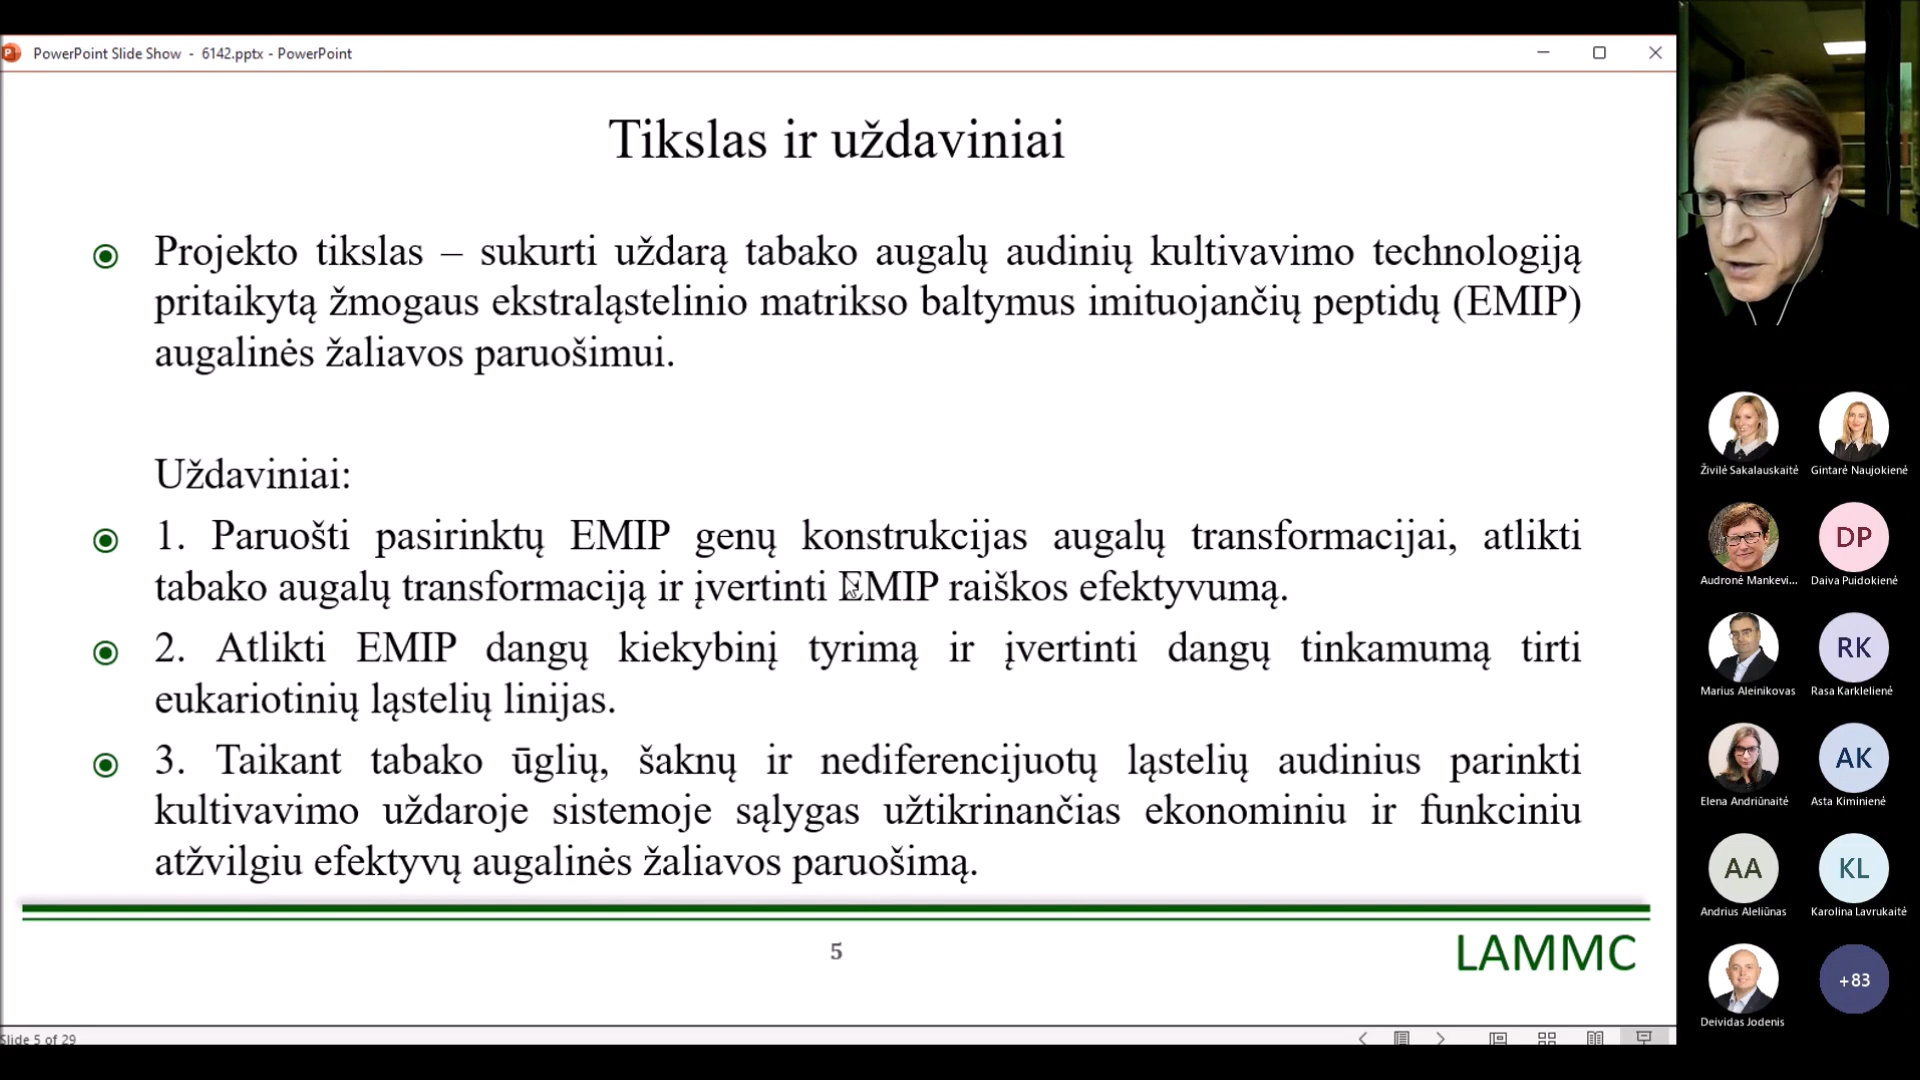 PowerPoint Slide Show - 6142.pptx - PowerPoint
Tikslas ir uždaviniai
Projekto tikslas – sukurti uždarą tabako augalų audinių kultivavimo technologiją
pritaikytą žmogaus ekstraląstelinio matrikso baltymus imituojančių peptidų (EMIP)
augalinės žaliavos paruošimui.
Uždaviniai:
1. Paruošti pasirinktų EMIP genų konstrukcijas augalų transformacijai, atlikti
tabako augalų transformaciją ir įvertinti EMIP raiškos efektyvumą.
2. Atlikti EMIP dangų kiekybinį tyrimą ir įvertinti dangų tinkamumą tirti
eukariotinių ląstelių linijas.
3. Taikant tabako ūglių, šaknų ir nediferencijuotų ląstelių audinius parinkti
kultivavimo uždaroje sistemoje sąlygas užtikrinančias ekonominiu ir funkciniu
atžvilgiu efektyvų augalinės žaliavos paruošimą.
5
LAMMC
Slide 5 of 29
Živilė Sakalauskaitė
Gintarė Naujokienė
DP
Audronė Mankevi...
Daiva Puidokienė
RK
Marius Aleinikovas
Rasa Karklelienė
AK
Elena Andriūnaitė
Asta Kiminienė
AA
KL
Andrius Aleliūnas
Karolina Lavrukaitė
+83
Deividas Jodenis